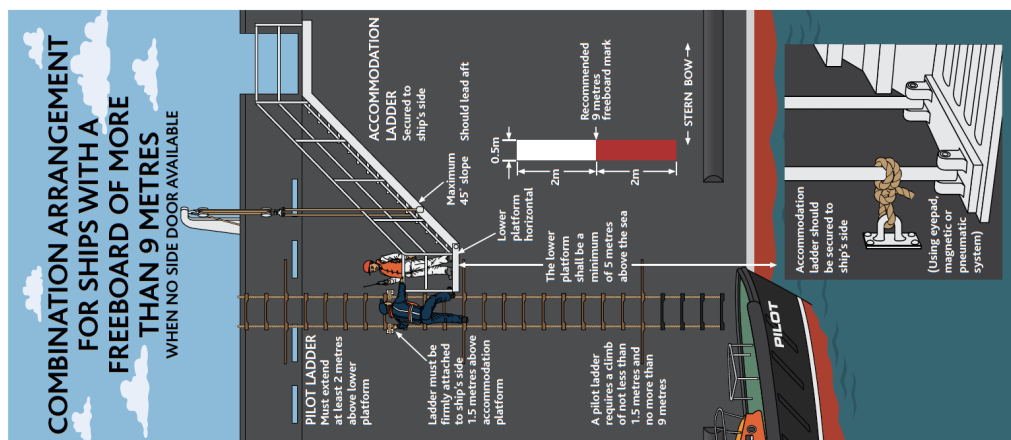 COMBINATION ARRANGEMENT
FOR SHIPS WITH A
FREEBOARD OF MORE
THAN 9 METRES
WHEN NO SIDE DOOR AVAILABLE
PILOT LADDER
Must extend
at least 2 metres
above lower
platform
Ladder must be
firmly attached
to ship's side
1.5 metres above
accommodation
platform
A pilot ladder
requires a climb
of not less than
1.5 metres and
no more than
9 metres
ACCOMMODATION
LADDER
Secured to
ship's side
Should lead aft
Maximum
45° slope
Lower
platform
horizontal
The lower
platform
shall be a
minimum
of 5 metres
above the sea
0.5m
2m
2m
Recommended
9 metres
freeboard mark
STERN BOW
PILOT
Accommodation
ladder should
be secured to
ship's side
(Using eyepad,
magnetic or
pneumatic
system)